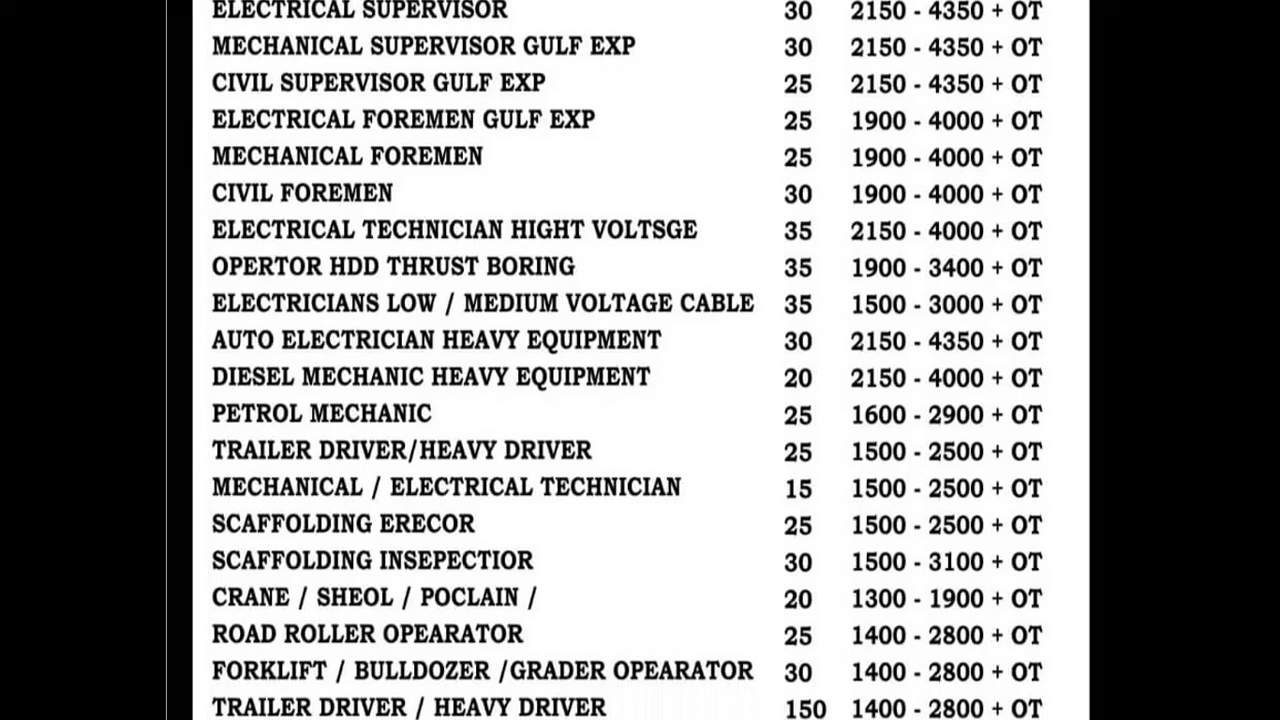 ELECTRICAL SUPERVISOR 30 2150 - 4350 + OT
MECHANICAL SUPERVISOR GULF EXP 30 2150 - 4350 + OT
CIVIL SUPERVISOR GULF EXP 25 2150 - 4350 + OT
ELECTRICAL FOREMEN GULF EXP 25 1900 - 4000 + OT
MECHANICAL FOREMEN 25 1900 - 4000 + OT
CIVIL FOREMEN 30 1900 - 4000 + OT
ELECTRICAL TECHNICIAN HIGHT VOLTSGE 35 2150 - 4000 + OT
OPERTOR HDD THRUST BORING 35 1900 - 3400 + OT
ELECTRICIANS LOW / MEDIUM VOLTAGE CABLE 35 1500 - 3000 + OT
AUTO ELECTRICIAN HEAVY EQUIPMENT 30 2150 - 4350 + OT
DIESEL MECHANIC HEAVY EQUIPMENT 20 2150 - 4000 + OT
PETROL MECHANIC 25 1600 - 2900 + OT
TRAILER DRIVER/HEAVY DRIVER 25 1500 - 2500 + OT
MECHANICAL / ELECTRICAL TECHNICIAN 15 1500 - 2500 + OT
SCAFFOLDING ERECOR 25 1500 - 2500 + OT
SCAFFOLDING INSEPECTIOR 30 1500 - 3100 + OT
CRANE / SHEOL / POCLAIN / 20 1300 - 1900 + OT
ROAD ROLLER OPEARATOR 25 1400 - 2800 + OT
FORKLIFT / BULLDOZER /GRADER OPEARATOR 30 1400 - 2800 + OT
TRAILER DRIVER / HEAVY DRIVER 150 1400 - 2800 + OT